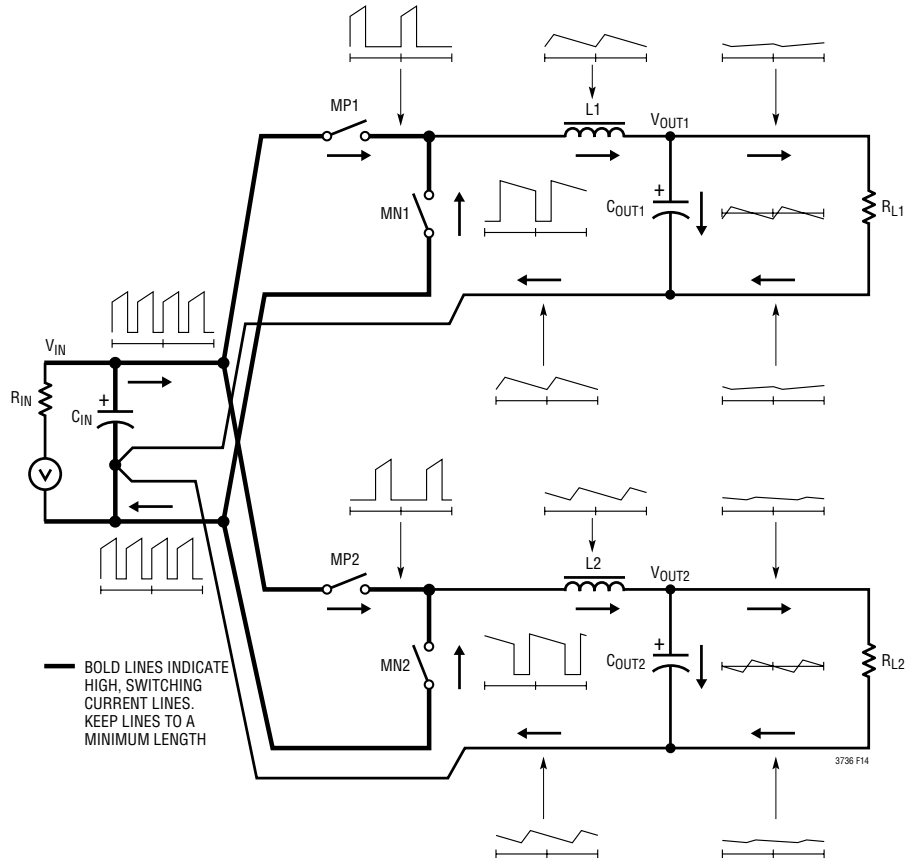 MP1
L1
VOUT1
MN1
+
COUT1
RL1
VIN
RIN
+
CIN
V
MP2
L2
VOUT2
MN2
+
COUT2
RL2
BOLD LINES INDICATE
HIGH, SWITCHING
CURRENT LINES.
KEEP LINES TO A
MINIMUM LENGTH
3736 F14